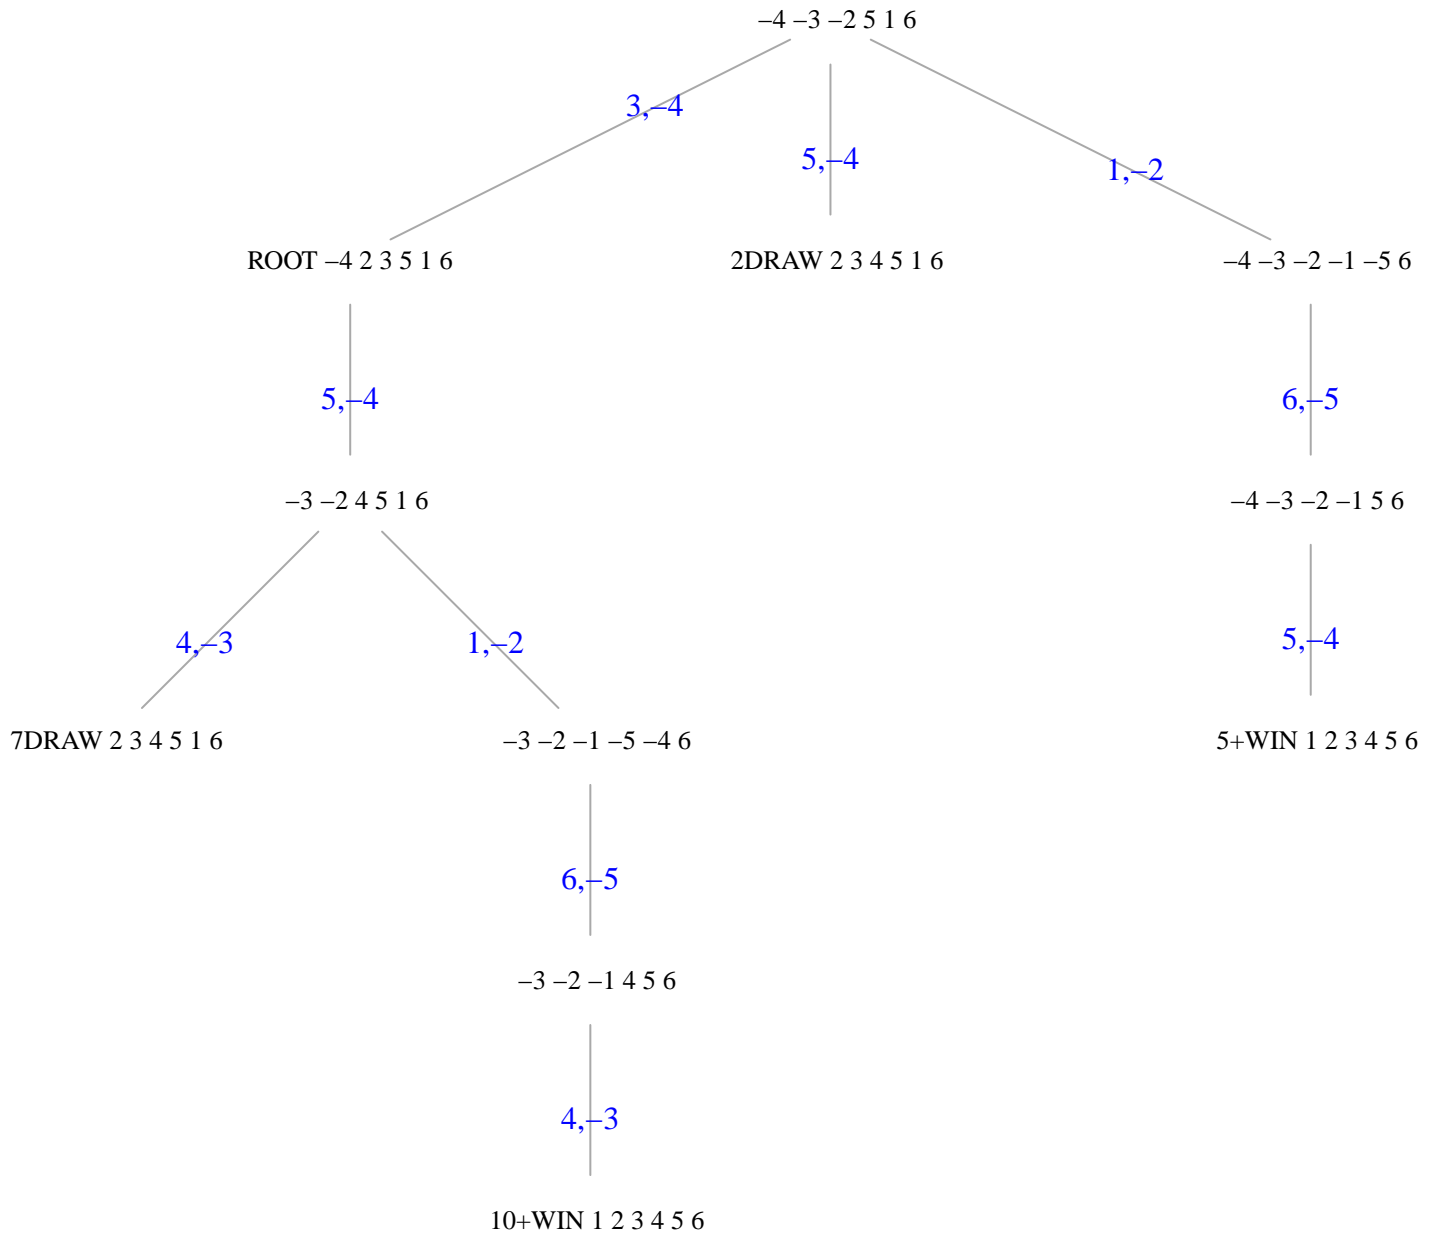 –4 –3 –2 5 1 6
3,–4
5,–4
1,–2
ROOT –4 2 3 5 1 6
2DRAW 2 3 4 5 1 6
–4 –3 –2 –1 –5 6
5,–4
6,–5
–3 –2 4 5 1 6
–4 –3 –2 –1 5 6
4,–3
1,–2
5,–4
7DRAW 2 3 4 5 1 6
–3 –2 –1 –5 –4 6
5+WIN 1 2 3 4 5 6
6,–5
–3 –2 –1 4 5 6
4,–3
10+WIN 1 2 3 4 5 6